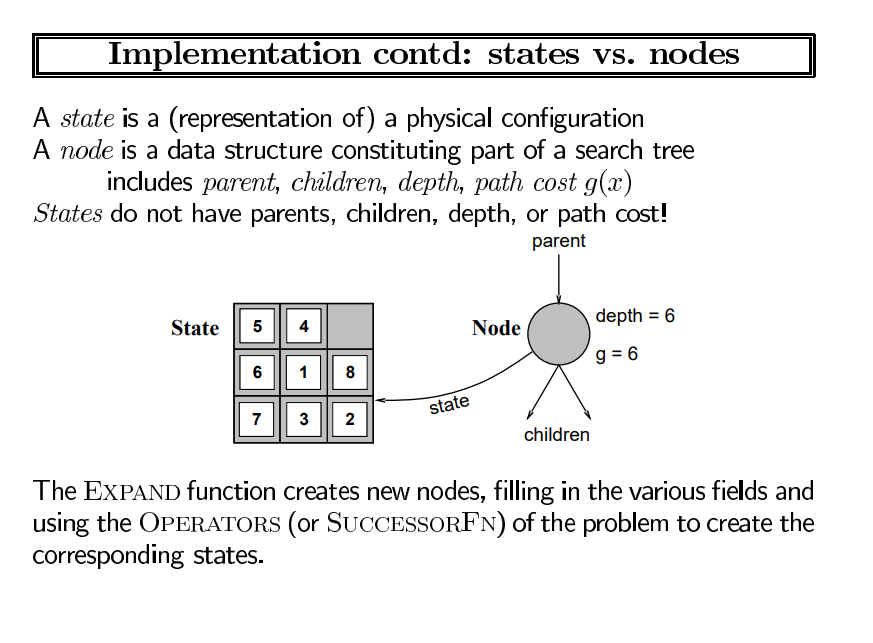 Implementation contd: states vs. nodes
A state is a (representation of) a physical configuration
A node is a data structure constituting part of a search tree
includes parent, children, depth, path cost g(x)
States do not have parents, children, depth, or path cost!
parent
State
5 4
6 1 8
7 3 2
Node
depth = 6
g = 6
state
children
The EXPAND function creates new nodes, filling in the various fields and
using the OPERATORS (or SUCCESSORFN) of the problem to create the
corresponding states.